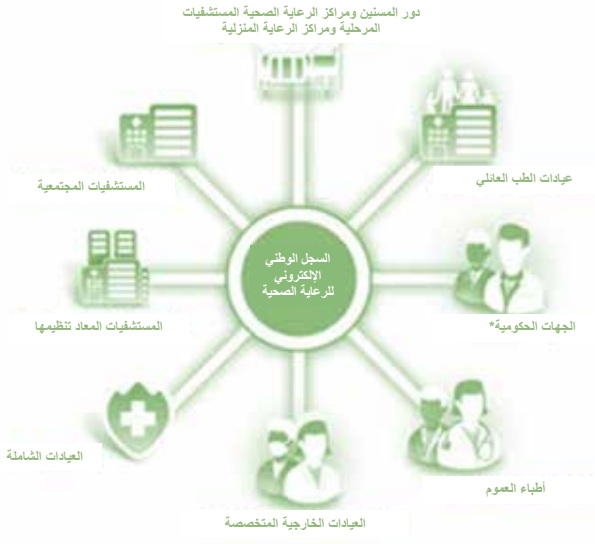 دور المسنين ومراكز الرعاية الصحية المستشفيات
المرحلية ومراكز الرعاية المنزلية
عيادات الطب العائلي
المستشفيات المجتمعية
السجل الوطني
الإلكتروني
للرعاية الصحية
الجهات الحكومية*
المستشفيات المعاد تنظيمها
العيادات الشاملة
أطباء العموم
العيادات الخارجية المتخصصة